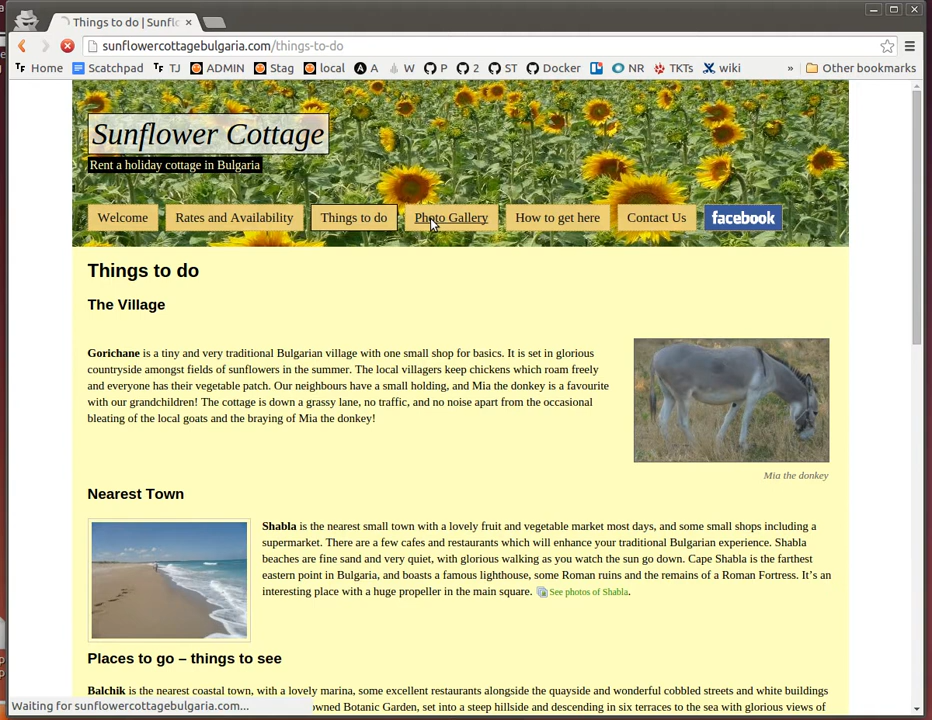 Things to do | Sunfl
sunflowercottagebulgaria.com/things-to-do
Home Scratchpad TJ ADMIN Stag local A W P 2 ST Docker NR TKTs wiki » Other bookmarks
Sunflower Cottage
Rent a holiday cottage in Bulgaria
Welcome Rates and Availability Things to do Photo Gallery How to get here Contact Us facebook
Things to do
The Village
Gorichane is a tiny and very traditional Bulgarian village with one small shop for basics. It is set in glorious
countryside amongst fields of sunflowers in the summer. The local villagers keep chickens which roam freely
and everyone has their vegetable patch. Our neighbours have a small holding, and Mia the donkey is a favourite
with our grandchildren! The cottage is down a grassy lane, no traffic, and no noise apart from the occasional
bleating of the local goats and the braying of Mia the donkey!
Mia the donkey
Nearest Town
Shabla is the nearest small town with a lovely fruit and vegetable market most days, and some small shops including a
supermarket. There are a few cafes and restaurants which will enhance your traditional Bulgarian experience. Shabla
beaches are fine sand and very quiet, with glorious walking as you watch the sun go down. Cape Shabla is the farthest
eastern point in Bulgaria, and boasts a famous lighthouse, some Roman ruins and the remains of a Roman Fortress. It's an
interesting place with a huge propeller in the main square. See photos of Shabla.
Places to go – things to see
Balchik is the nearest coastal town, with a lovely marina, some excellent restaurants alongside the quayside and wonderful cobbled streets and white buildings
owned Botanic Garden, set into a steep hillside and descending in six terraces to the sea with glorious views of
Waiting for sunflowercottagebulgaria.com...